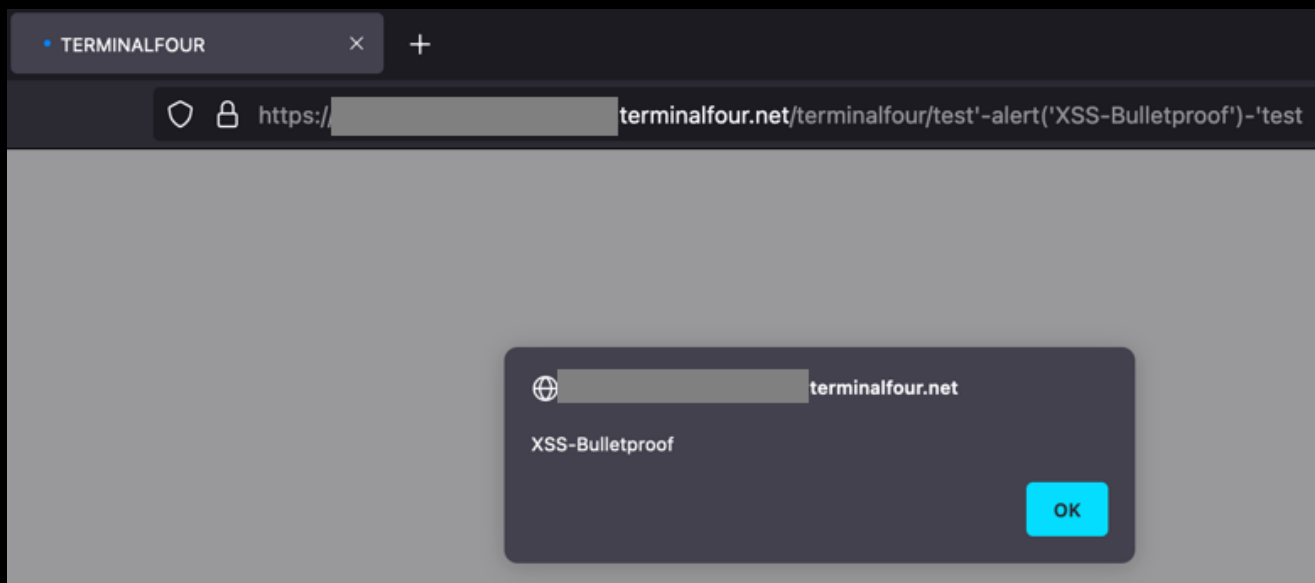 TERMINALFOUR
https://terminalfour.net/terminalfour/test'-alert('XSS-Bulletproof')-'test
terminalfour.net
XSS-Bulletproof
OK